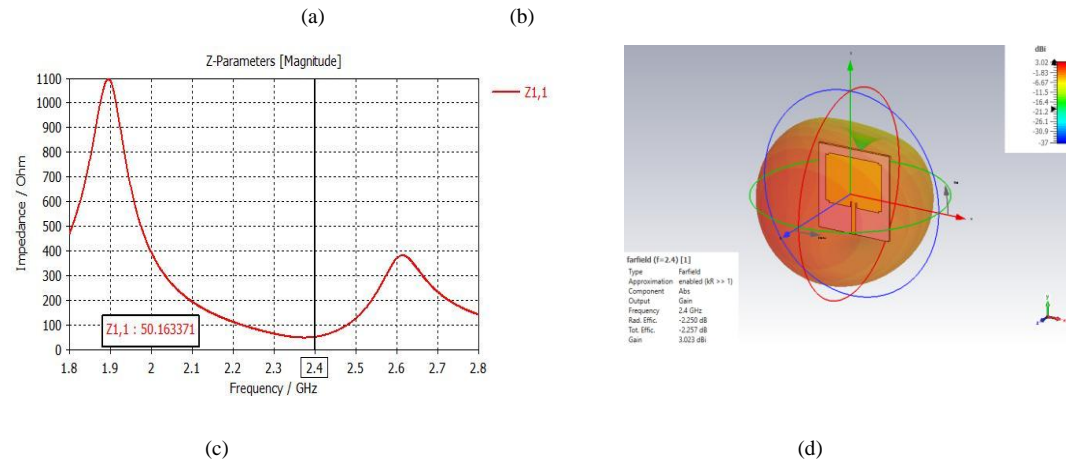 (a) (b)
Z-Parameters [Magnitude]
1100
1000
900
800
700
600
500
400
300
200
100
0
Impedance / Ohm
Z1,1
Z1,1 : 50.163371
1.8 1.9 2 2.1 2.2 2.3 2.4 2.5 2.6 2.7 2.8
Frequency / GHz
dBi
3.02
-1.83
-6.67
-11.5
-16.4
-21.2
-26.1
-30.9
-37
farfield (f=2.4) [1]
Type Farfield
Approximation enabled (kR >> 1)
Component Abs
Output Gain
Frequency 2.4 GHz
Rad. Effic. -2.250 dB
Tot. Effic. -2.257 dB
Gain 3.023 dBi
y
(c) (d)